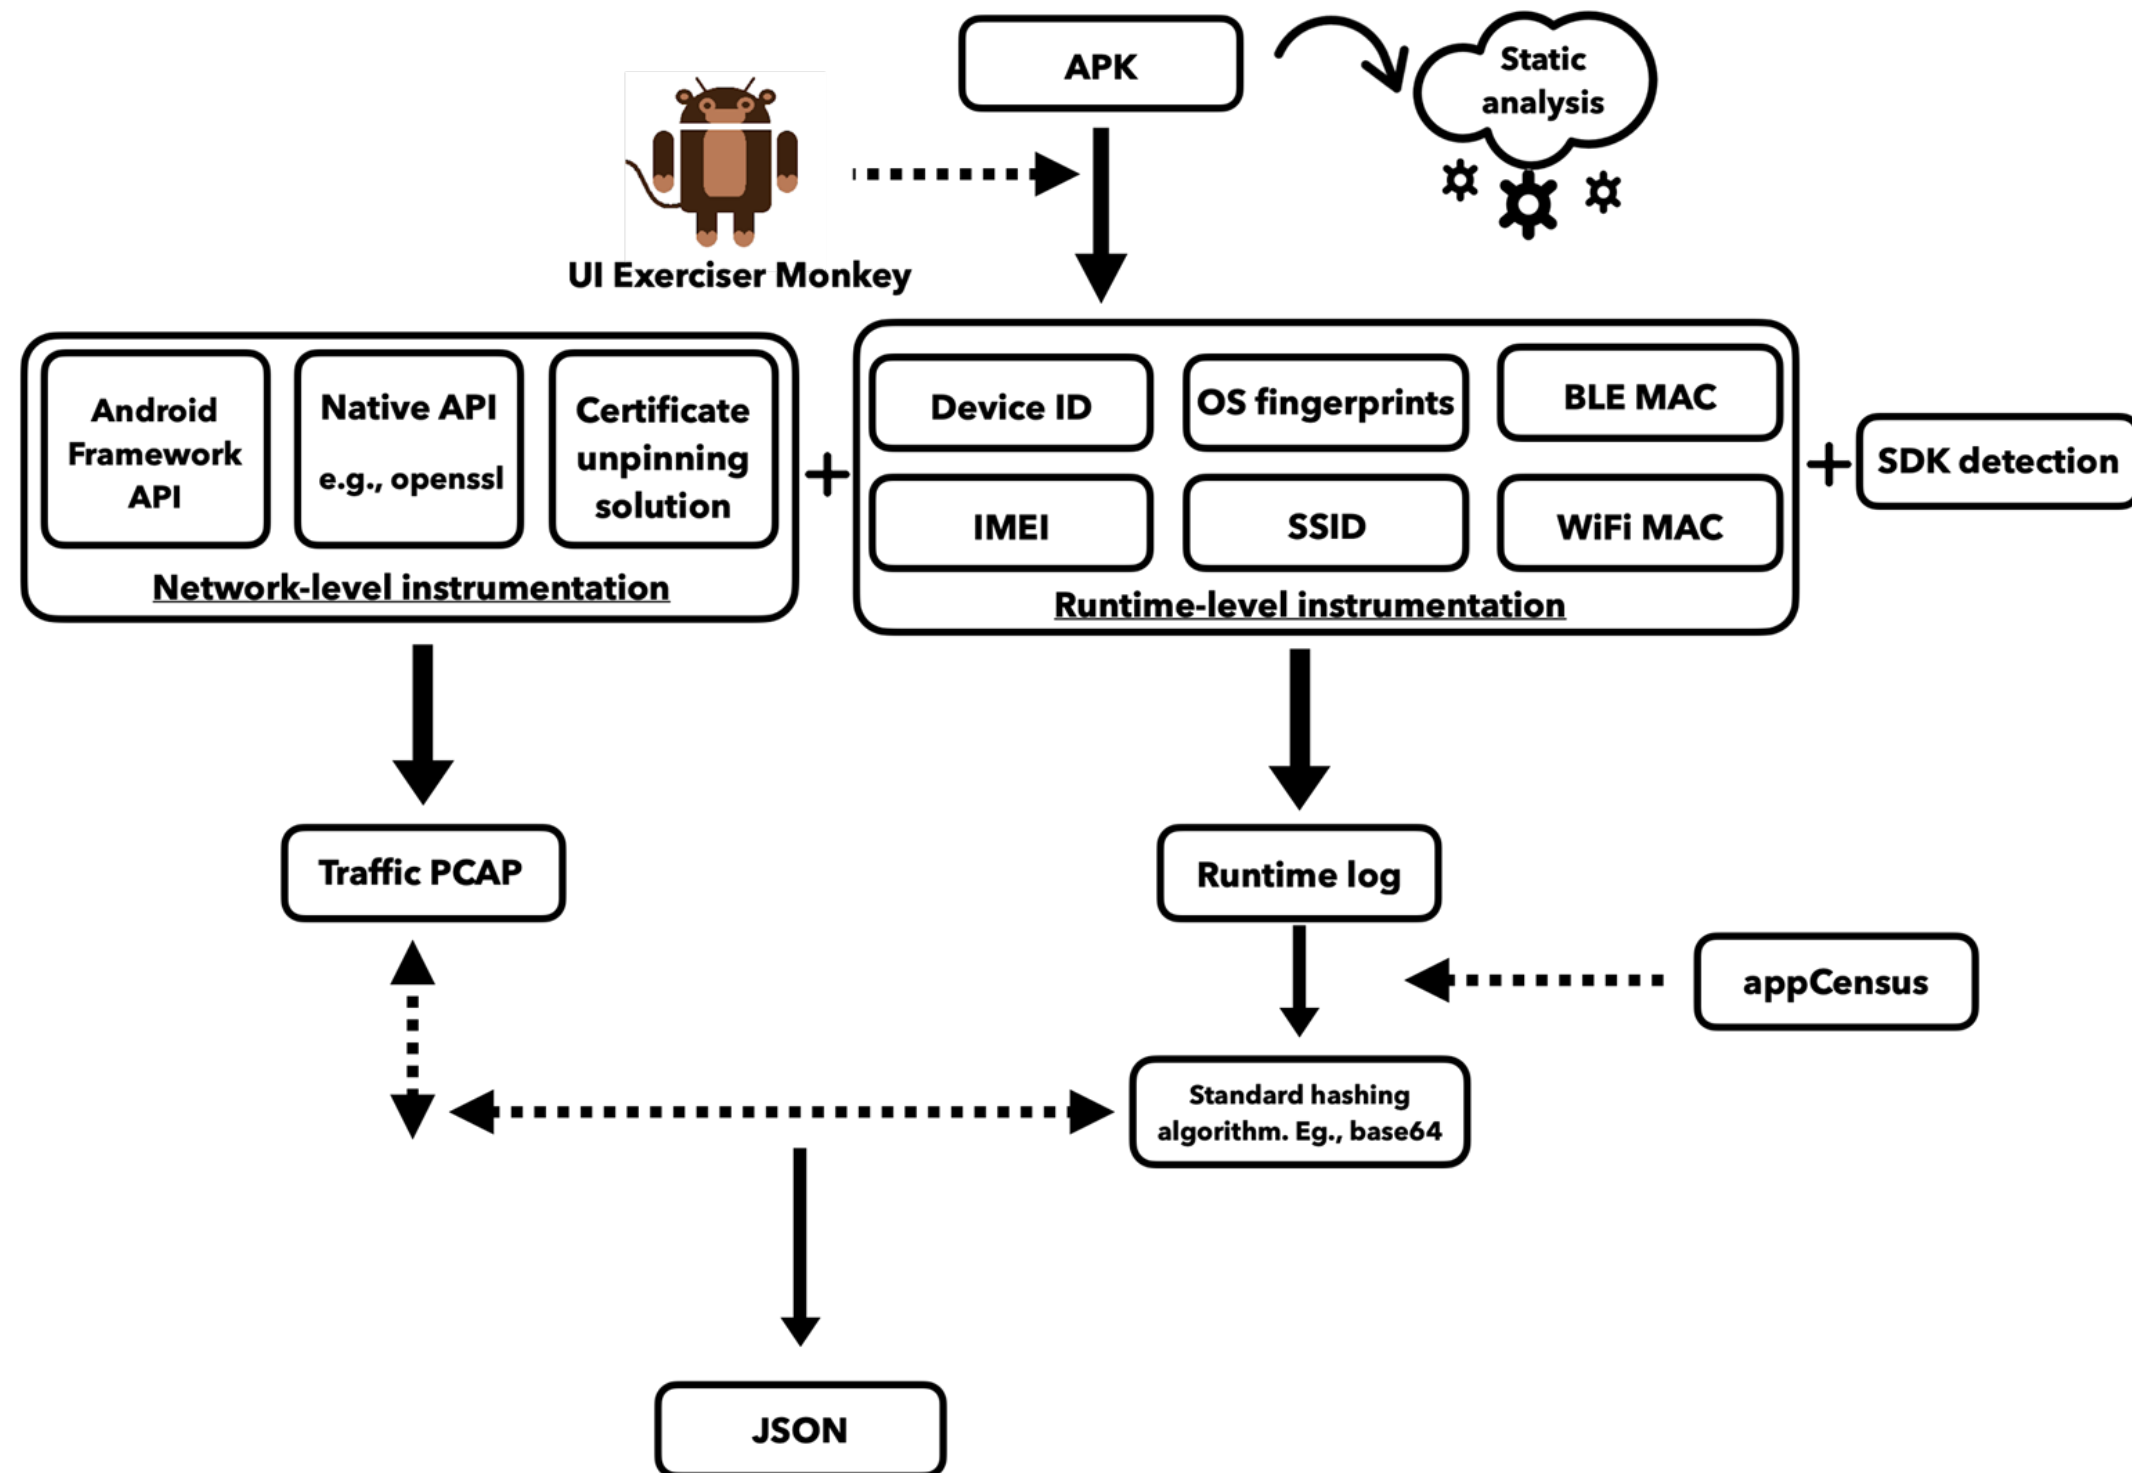 APK
Static
analysis
UI Exerciser Monkey
Android
Framework
API
Native API
e.g., openssl
Certificate
unpinning
solution
Network-level instrumentation
+
Device ID
OS fingerprints
BLE MAC
IMEI
SSID
WiFi MAC
Runtime-level instrumentation
+
SDK detection
Traffic PCAP
Runtime log
appCensus
Standard hashing
algorithm. Eg., base64
JSON